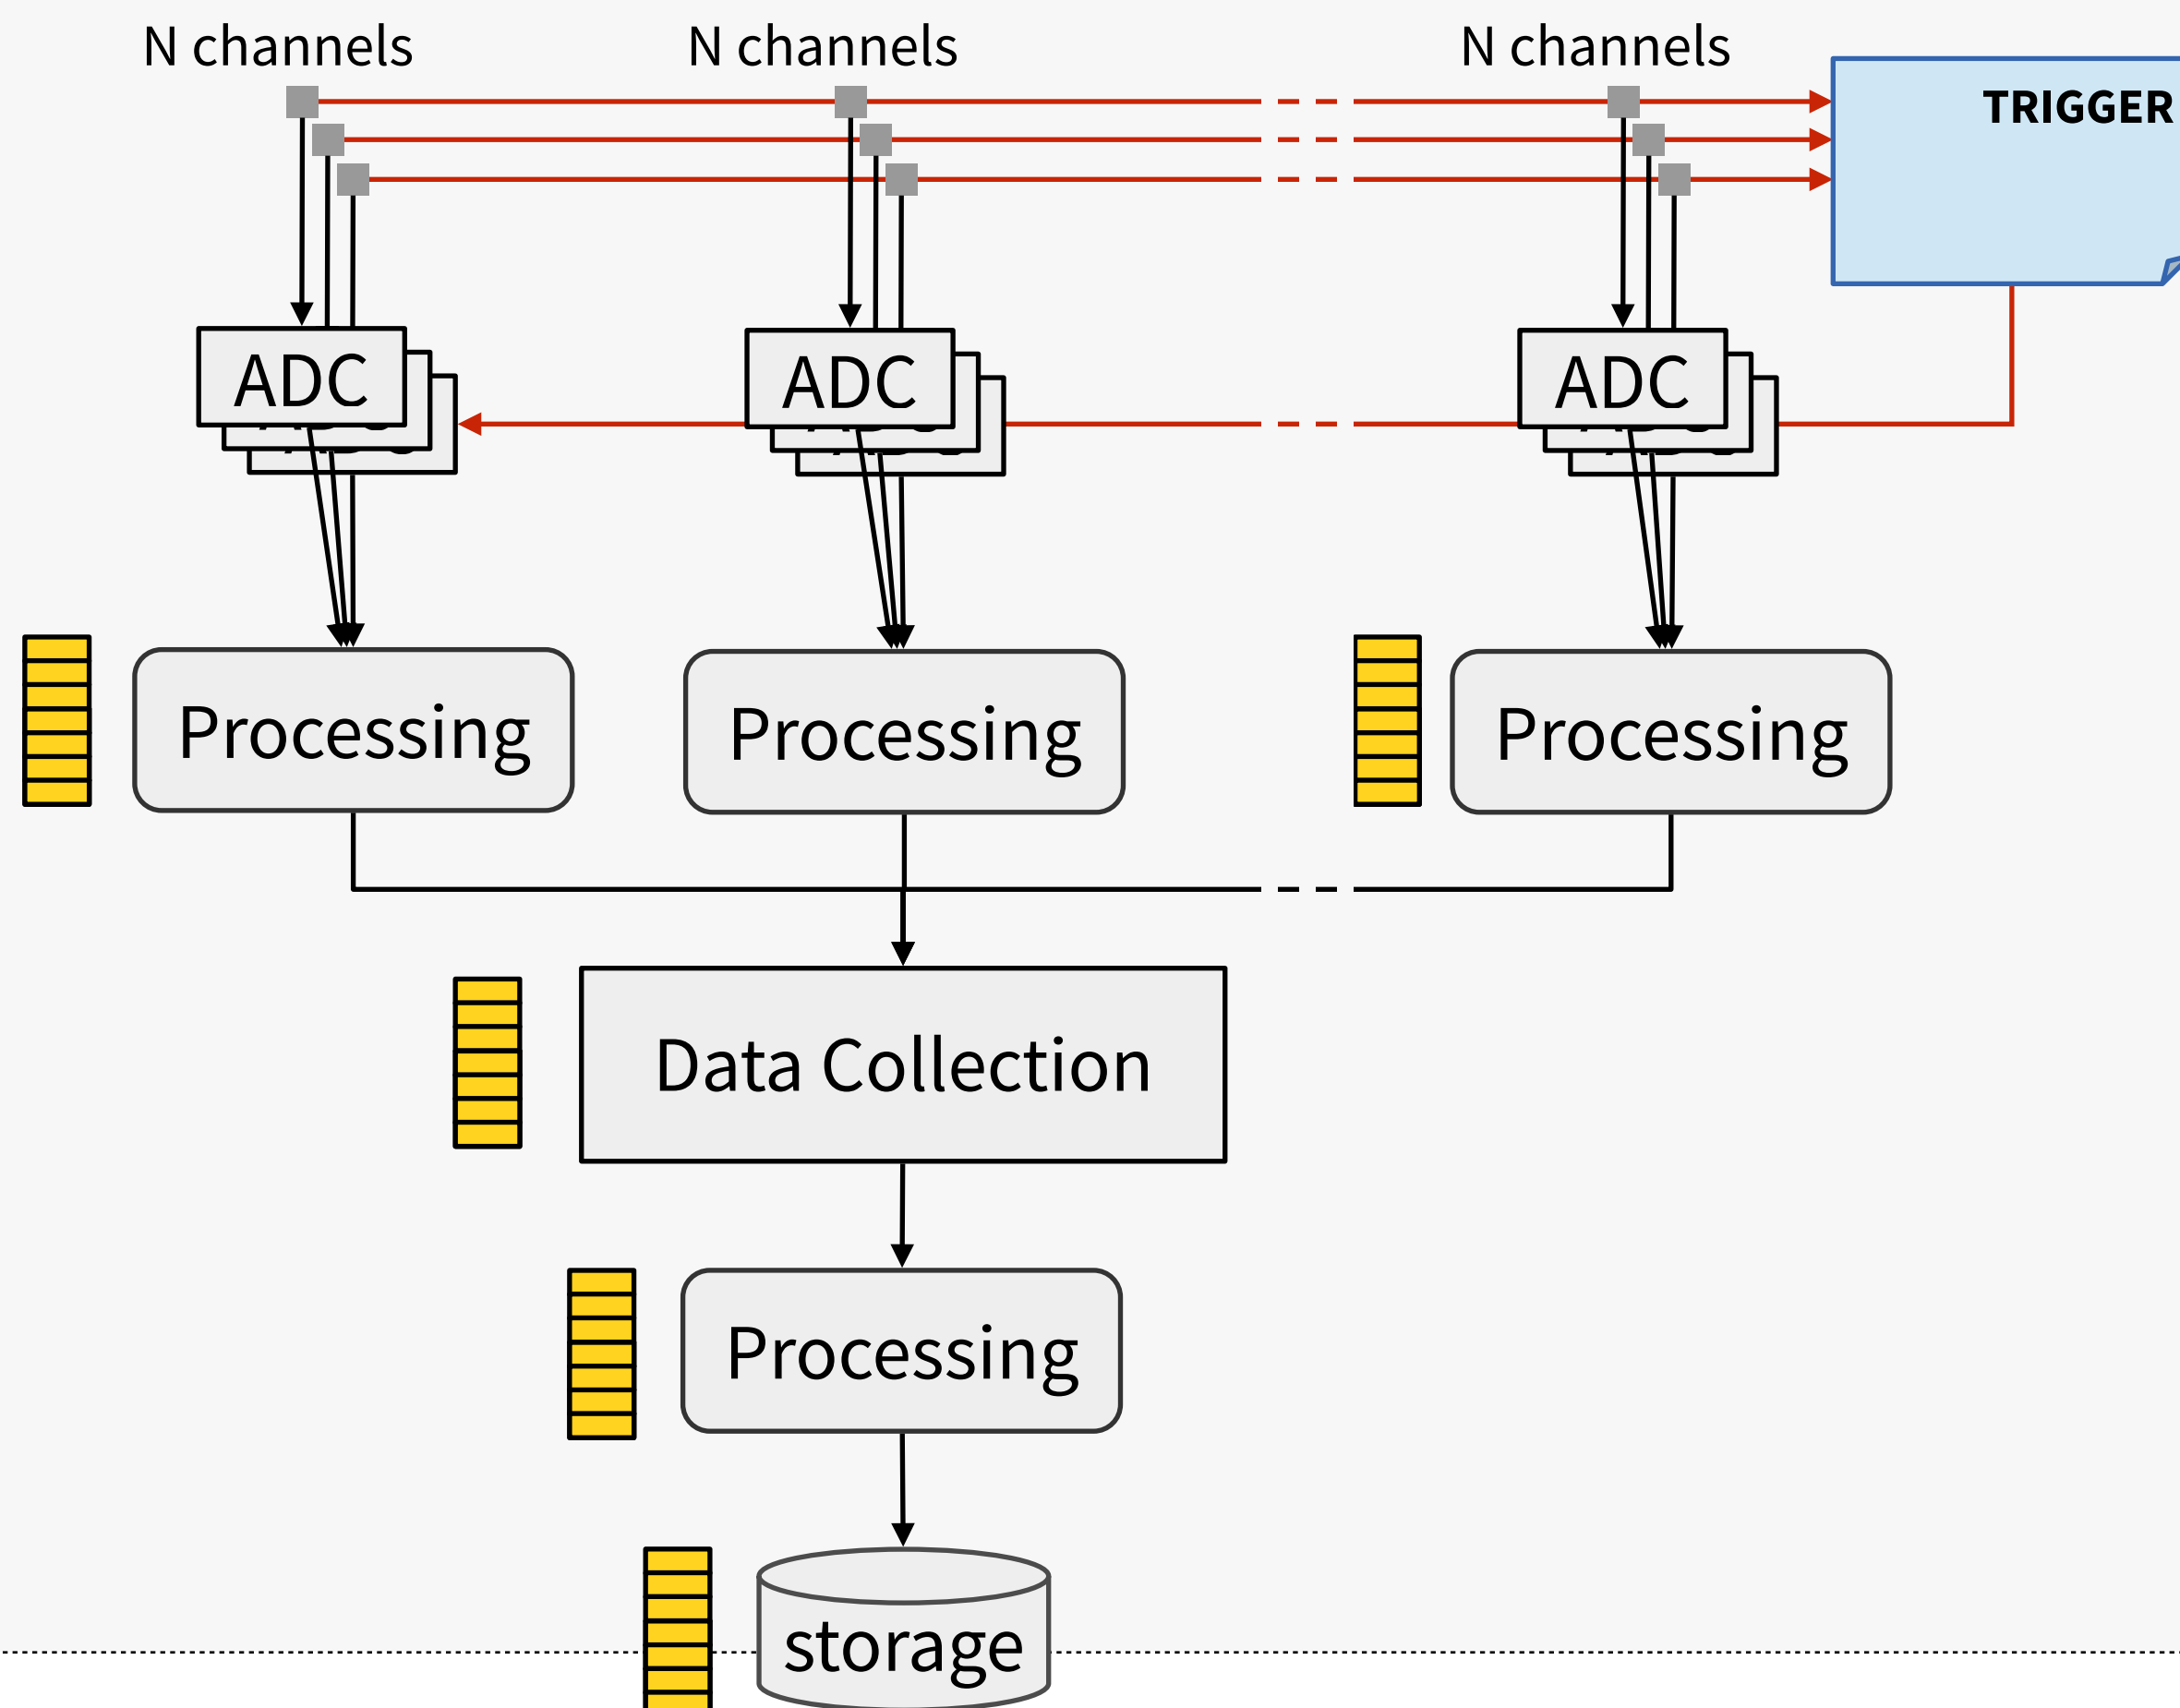 N channels N channels N channels
TRIGGER
ADC ADC ADC
Processing Processing Processing
Data Collection
Processing
storage